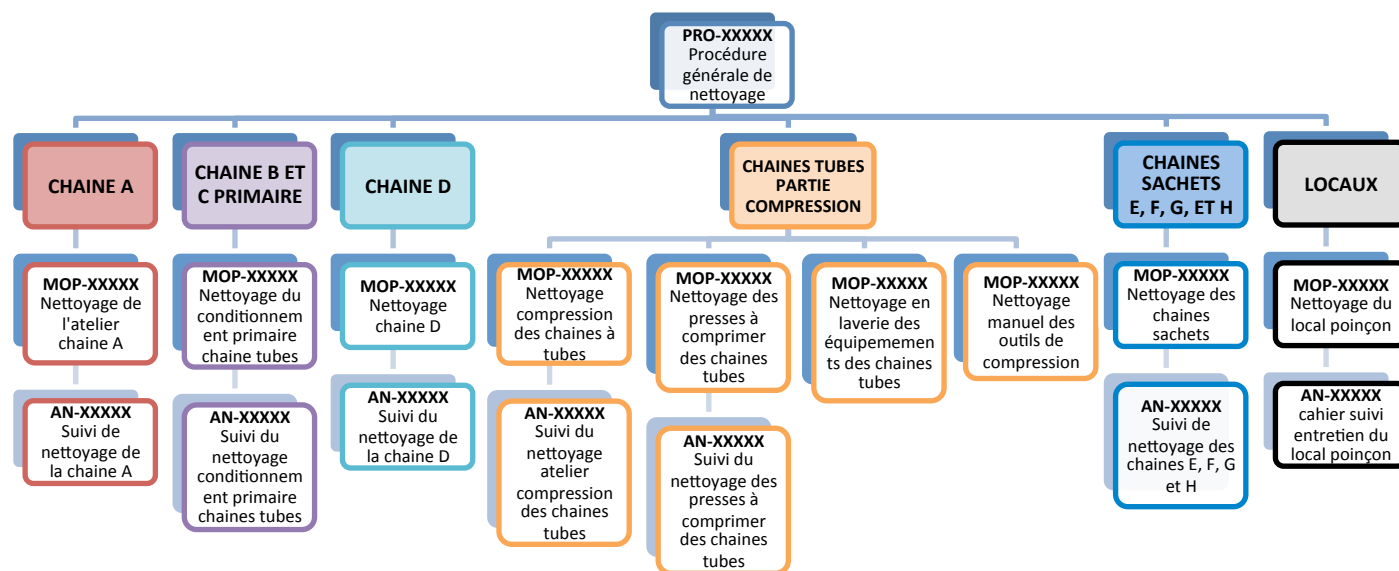 PRO-XXXXX
Procédure
générale de
nettoyage
CHAINE A
CHAINE B ET
C PRIMAIRE
CHAINE D
CHAINES TUBES
PARTIE
COMPRESSION
CHAINES
SACHETS
E, F, G, ET H
LOCAUX
MOP-XXXXX
Nettoyage de
l'atelier
chaine A
MOP-XXXXX
Nettoyage du
conditionnem
ent primaire
chaine tubes
MOP-XXXXX
Nettoyage
chaine D
MOP-XXXXX
Nettoyage
compression
des chaines à
tubes
MOP-XXXXX
Nettoyage des
presses à
comprimer
des chaines
tubes
MOP-XXXXX
Nettoyage en
laverie des
équipemement
s des chaines
tubes
MOP-XXXXX
Nettoyage
manuel des
outils de
compression
MOP-XXXXX
Nettoyage des
chaines
sachets
MOP-XXXXX
Nettoyage du
local poinçon
AN-XXXXX
Suivi de
nettoyage de
la chaine A
AN-XXXXX
Suivi du
nettoyage
conditionnem
ent primaire
chaines tubes
AN-XXXXX
Suivi du
nettoyage de
la chaine D
AN-XXXXX
Suivi du
nettoyage
atelier
compression
des chaines
tubes
AN-XXXXX
Suivi du
nettoyage des
presses à
comprimer
des chaines
tubes
AN-XXXXX
Suivi de
nettoyage des
chaines E, F, G
et H
AN-XXXXX
cahier suivi
entretien du
local poinçon